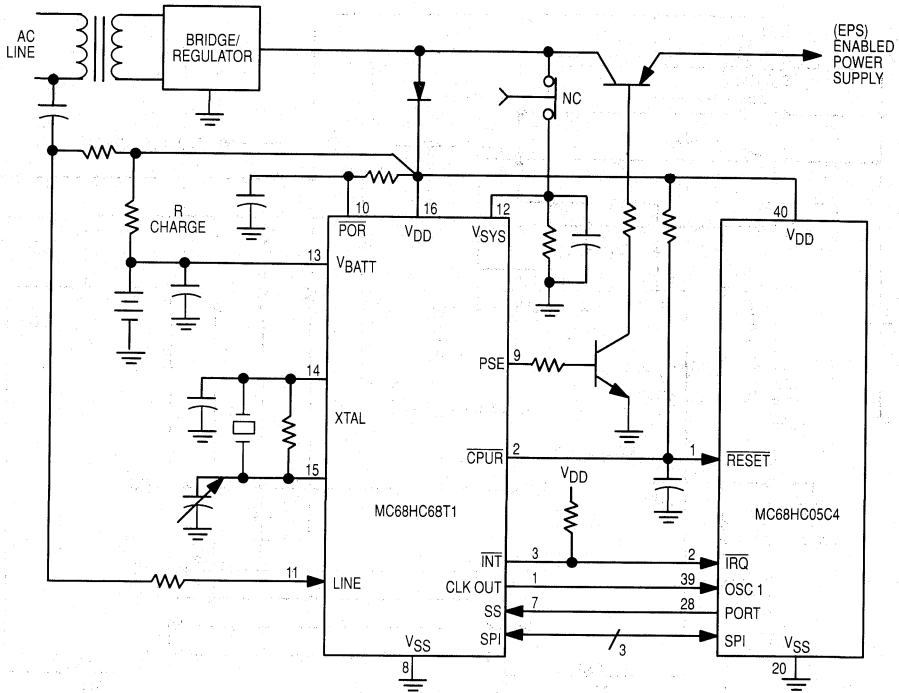 AC
LINE
BRIDGE/
REGULATOR
(EPS)
ENABLED
POWER
SUPPLY
NC
R
CHARGE
10
16
12
40
POR
VDD
VSYS
VDD
13
VBATT
14
XTAL
15
PSE
9
CPUR
2
1
RESET
VDD
MC68HC68T1
MC68HC05C4
INT
3
2
IRQ
11
LINE
CLK OUT
1
39
OSC 1
SS
7
28
PORT
SPI
3
SPI
VSS
8
VSS
20